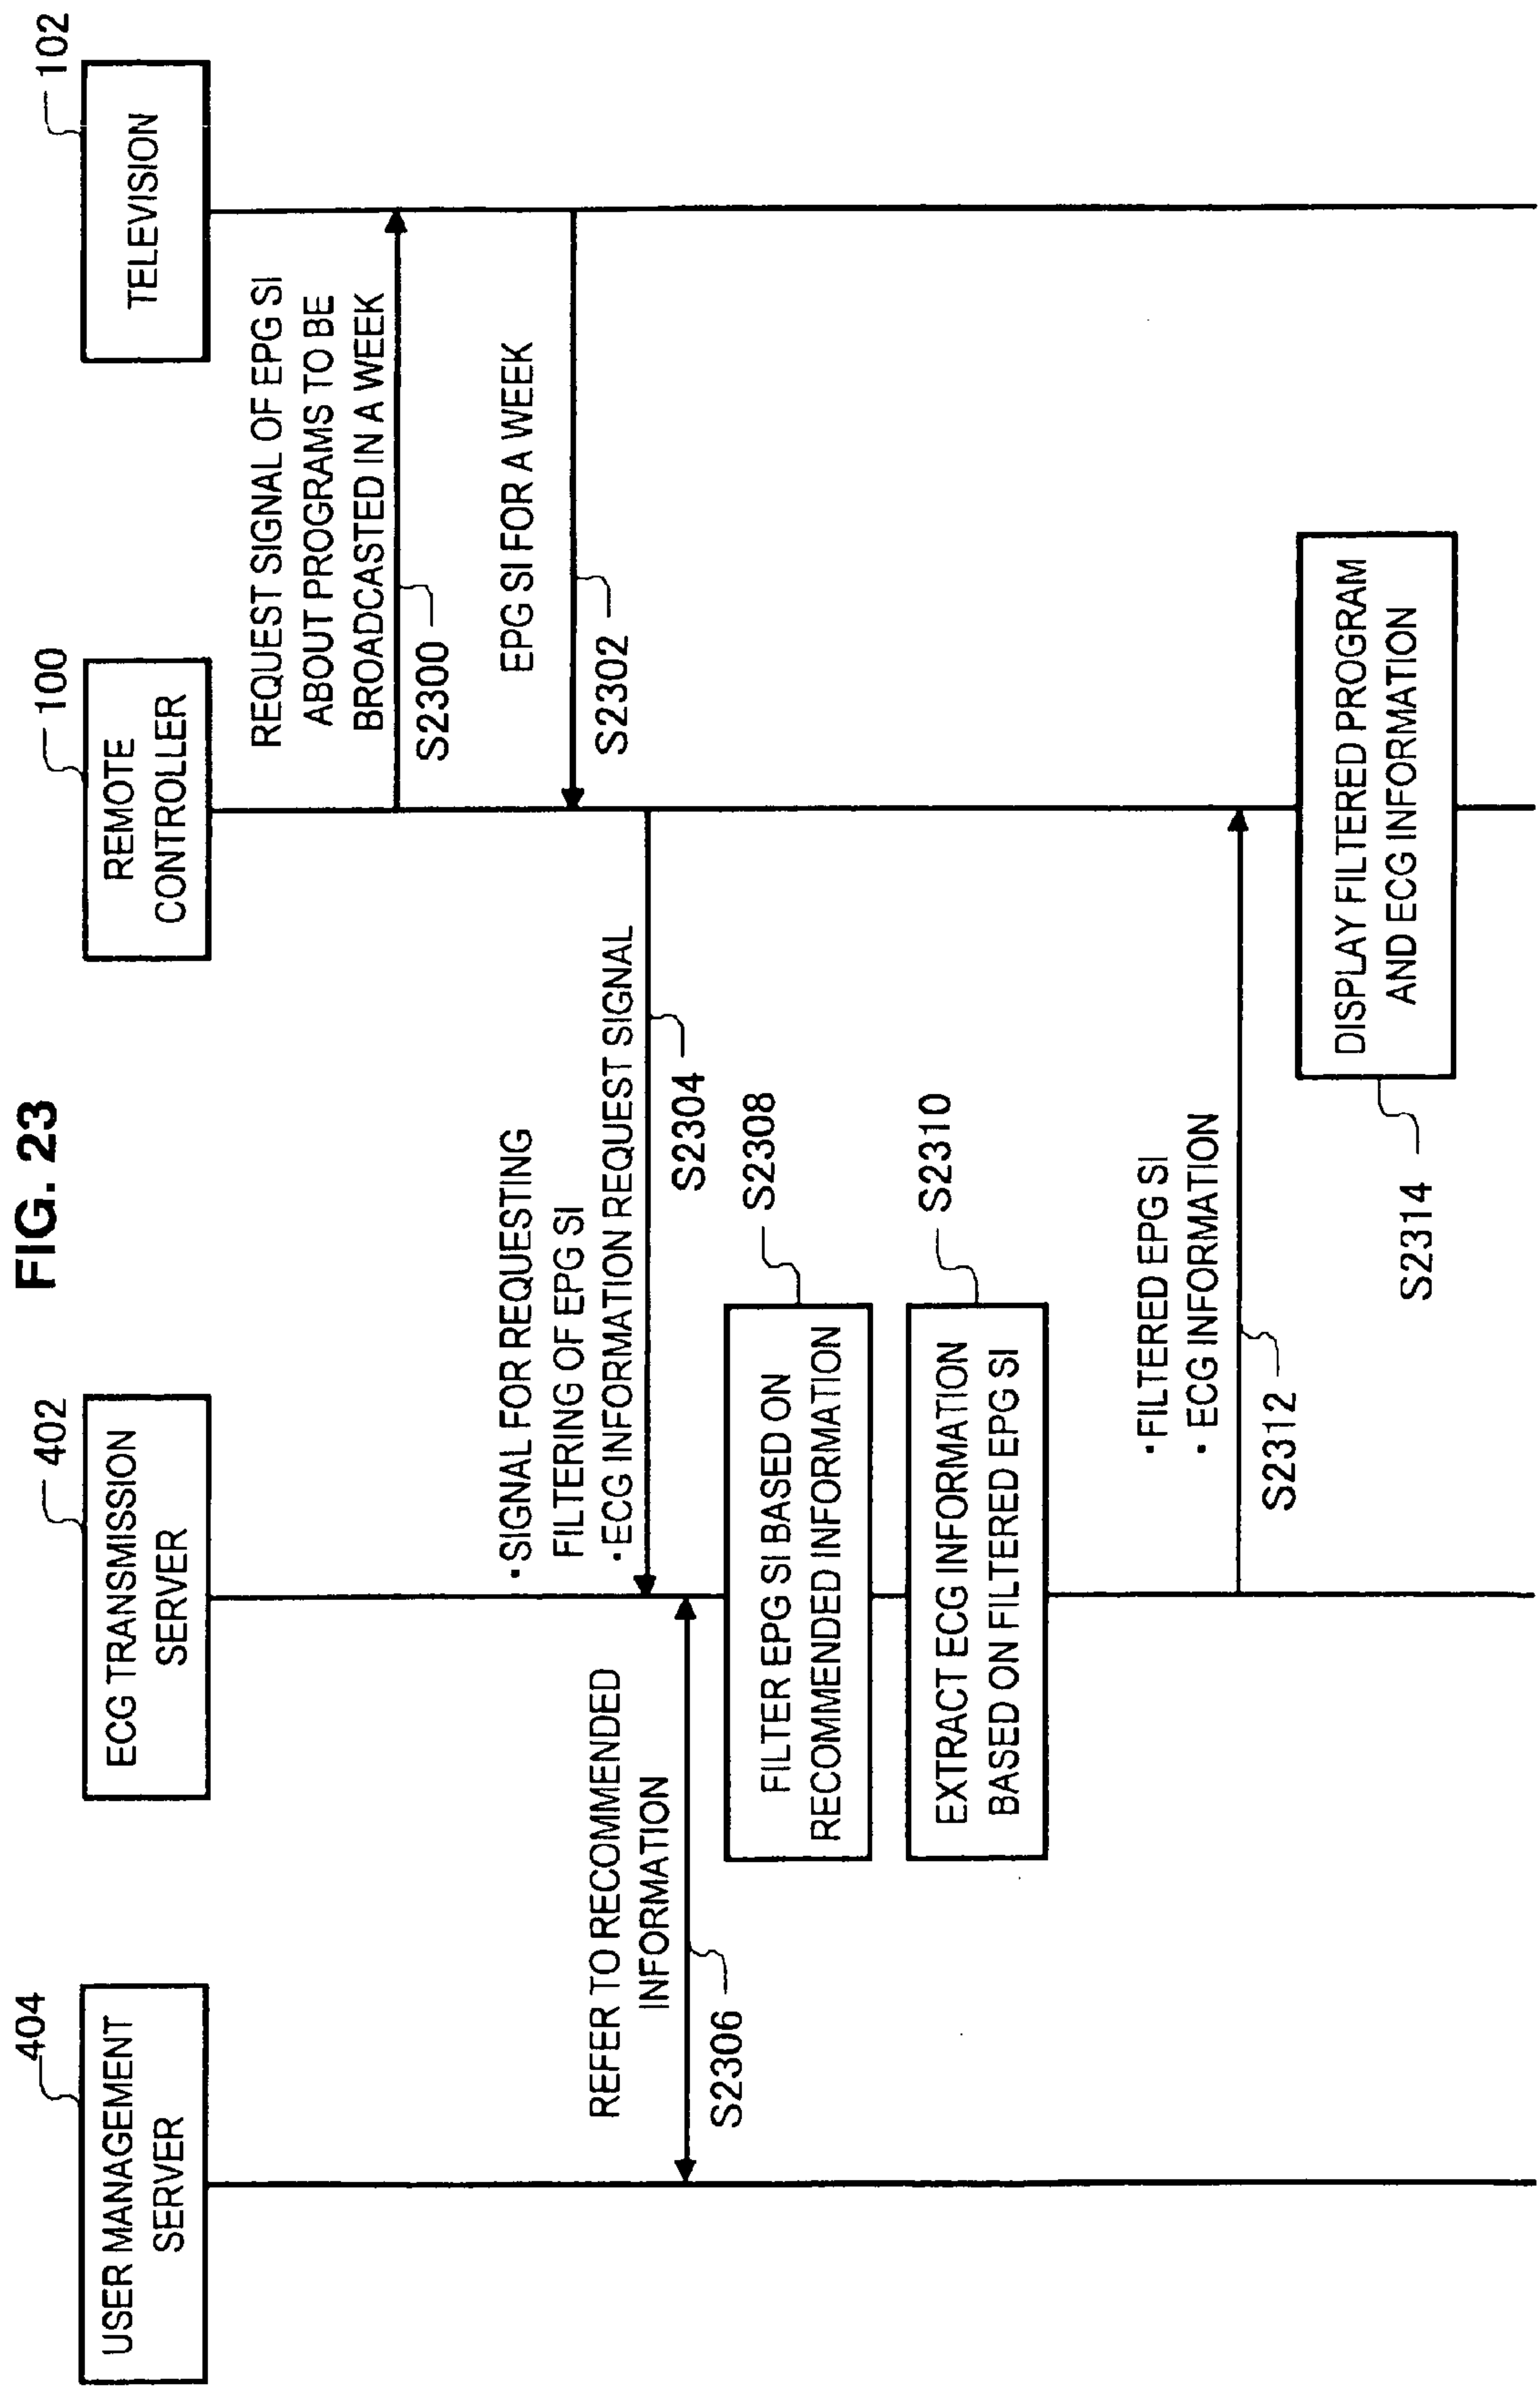 FIG. 23
404
USER MANAGEMENT
SERVER
402
ECG TRANSMISSION
SERVER
100
REMOTE
CONTROLLER
102
TELEVISION
REQUEST SIGNAL OF EPG SI
ABOUT PROGRAMS TO BE
BROADCASTED IN A WEEK
S2300
EPG SI FOR A WEEK
S2302
・SIGNAL FOR REQUESTING
FILTERING OF EPG SI
・ECG INFORMATION REQUEST SIGNAL
S2304
REFER TO RECOMMENDED
INFORMATION
S2306
FILTER EPG SI BASED ON
RECOMMENDED INFORMATION
S2308
EXTRACT ECG INFORMATION
BASED ON FILTERED EPG SI
S2310
・FILTERED EPG SI
・ECG INFORMATION
S2312
DISPLAY FILTERED PROGRAM
AND ECG INFORMATION
S2314